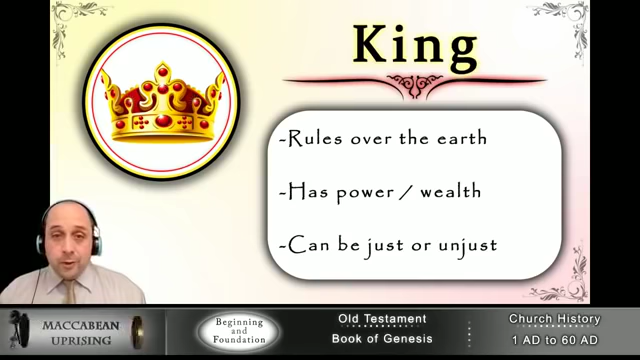 King
-Rules over the earth
-Has power / wealth
-Can be just or unjust
MACCABEAN
UPRISING
Beginning
and
Foundation
Old Testament
Book of Genesis
Church History
1 AD to 60 AD